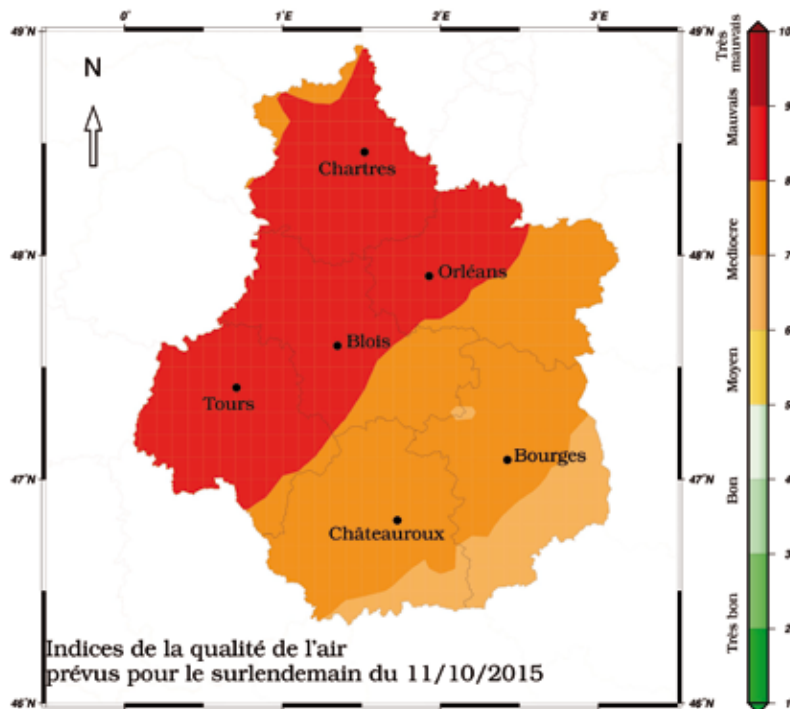 0°
1°E
2°E
3°E
49°N
49°N
48°N
48°N
47°N
47°N
46°N
46°N
N
Chartres
Orléans
Blois
Tours
Bourges
Châteauroux
Indices de la qualité de l'air
prévus pour le surlendemain du 11/10/2015
Très mauvais
Mauvais
Mediocre
Moyen
Bon
Très bon
10
9
8
7
6
5
4
3
2
1